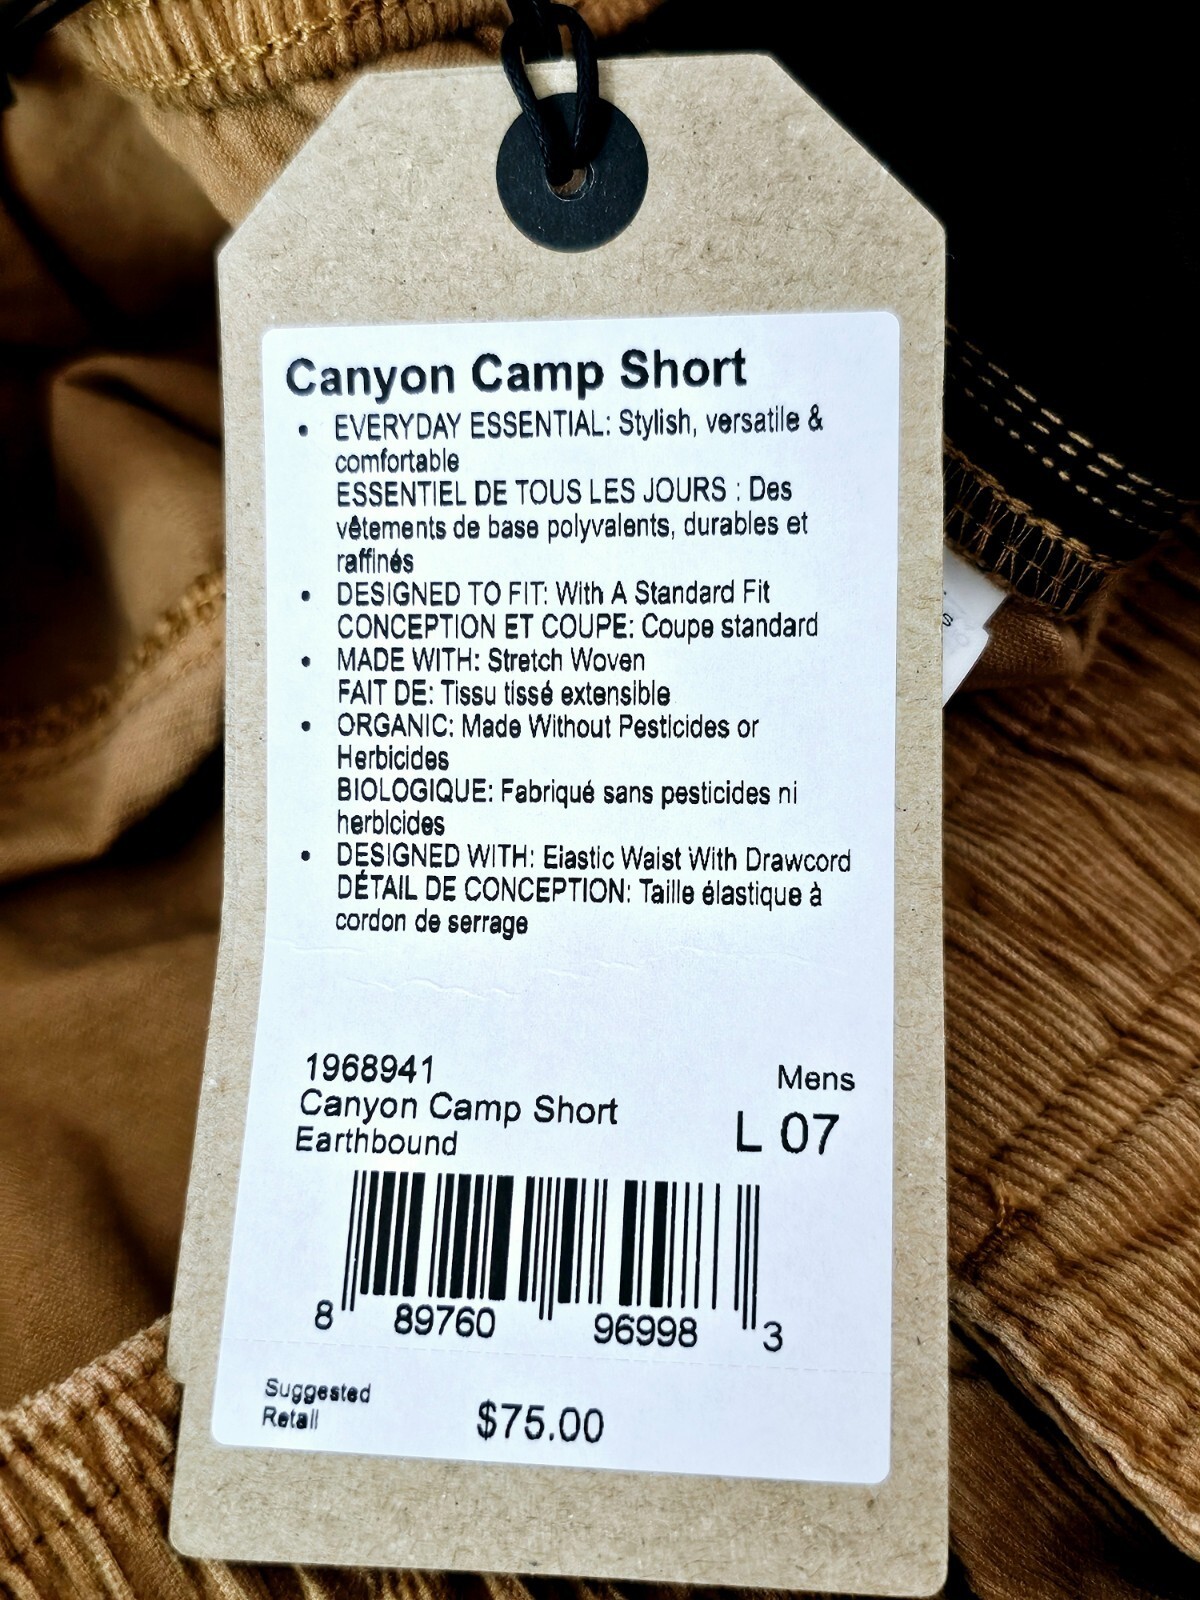 Canyon Camp Short
• EVERYDAY ESSENTIAL: Stylish, versatile &
comfortable
ESSENTIEL DE TOUS LES JOURS : Des
vêtements de base polyvalents, durables et
raffinés
• DESIGNED TO FIT: With A Standard Fit
CONCEPTION ET COUPE: Coupe standard
• MADE WITH: Stretch Woven
FAIT DE: Tissu tissé extensible
• ORGANIC: Made Without Pesticides or
Herbicides
BIOLOGIQUE: Fabriqué sans pesticides ni
herbicides
• DESIGNED WITH: Elastic Waist With Drawcord
DÉTAIL DE CONCEPTION: Taille élastique à
cordon de serrage
1968941
Canyon Camp Short
Earthbound
Mens
L 07
8 89760 96998 3
Suggested
Retail
$75.00